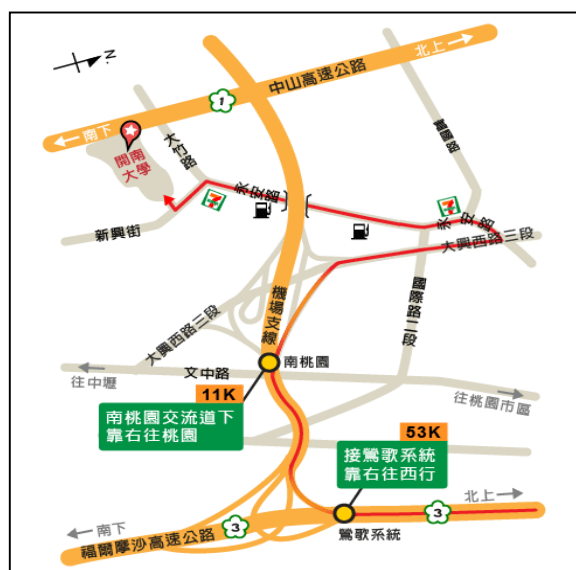 N
北上
中山高速公路
1
南下
開南
大學
大竹路
永安路
新興街
永安路
大興西路三段
國際路二段
機場支線
大興西路三段
文中路
南桃園
往中壢
往桃園市區
11K
南桃園交流道下
靠右往桃園
53K
接鶯歌系統
靠右往西行
北上
3
3
南下
福爾摩沙高速公路
鶯歌系統